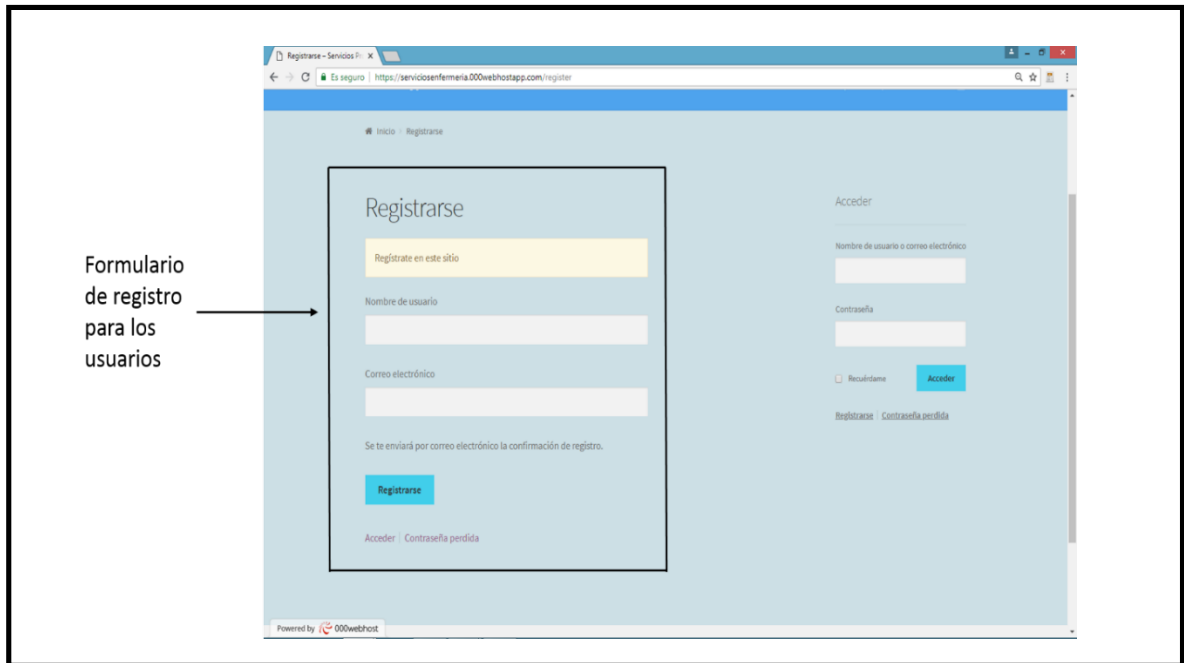 Registrarse – Servicios Pr
Es seguro | https://serviciosenfermeria.000webhostapp.com/register
Inicio > Registrarse
Formulario
de registro
para los
usuarios
Registrarse
Regístrate en este sitio
Nombre de usuario
Correo electrónico
Se te enviará por correo electrónico la confirmación de registro.
Registrarse
Acceder | Contraseña perdida
Acceder
Nombre de usuario o correo electrónico
Contraseña
Recuérdame
Acceder
Registrarse | Contraseña perdida
Powered by 000webhost